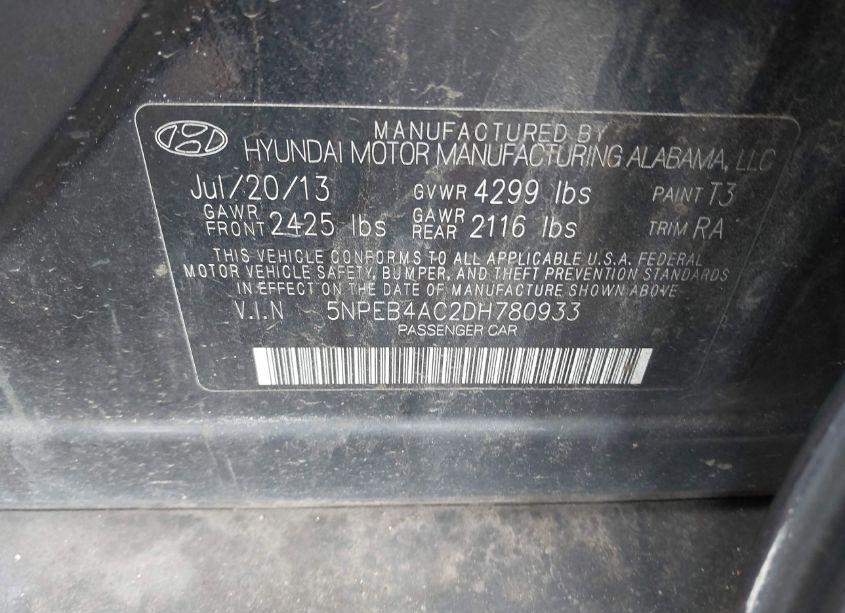 MANUFACTURED BY
HYUNDAI MOTOR MANUFACTURING ALABAMA, LLC
Jul/20/13 GVWR 4299 lbs PAINT T3
GAWR FRONT 2425 lbs GAWR REAR 2116 lbs TRIM RA
THIS VEHICLE CONFORMS TO ALL APPLICABLE U.S.A. FEDERAL
MOTOR VEHICLE SAFETY, BUMPER, AND THEFT PREVENTION STANDARDS
IN EFFECT ON THE DATE OF MANUFACTURE SHOWN ABOVE.
V.I.N 5NPEB4AC2DH780933
PASSENGER CAR